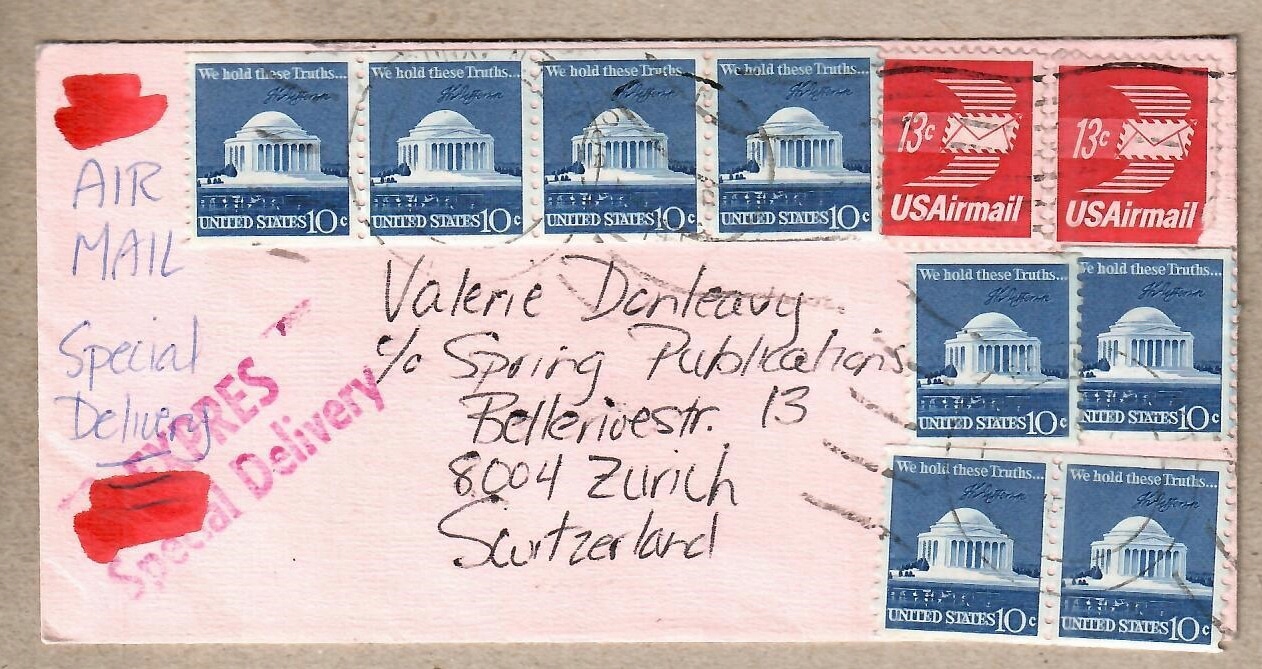 We hold these Truths... We hold these Truths... We hold these Truths... We hold these Truths...
UNITED STATES 10c UNITED STATES 10c UNITED STATES 10c UNITED STATES 10c
13c 13c
USAirmail USAirmail
AIR
MAIL
Special
Delivery
EXPRES
Special Delivery
Valerie Donleavy
c/o Spring Publications
Bellerivestr. 13
8004 Zurich
Switzerland
We hold these Truths... We hold these Truths...
UNITED STATES 10c UNITED STATES 10c
We hold these Truths... We hold these Truths...
UNITED STATES 10c UNITED STATES 10c